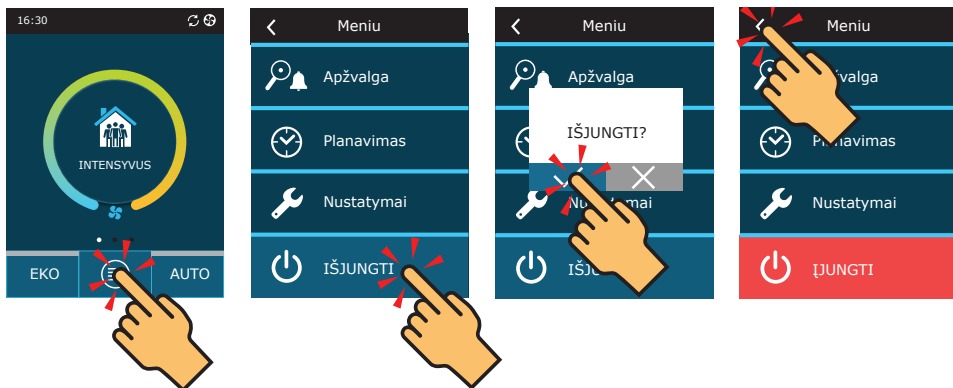 16:30
INTENSYVUS
EKO
AUTO
Meniu
Apžvalga
Planavimas
Nustatymai
IŠJUNGTI
Meniu
Apžvalga
IŠJUNGTI?
Meniu
Nustatymai
ĮJUNGTI